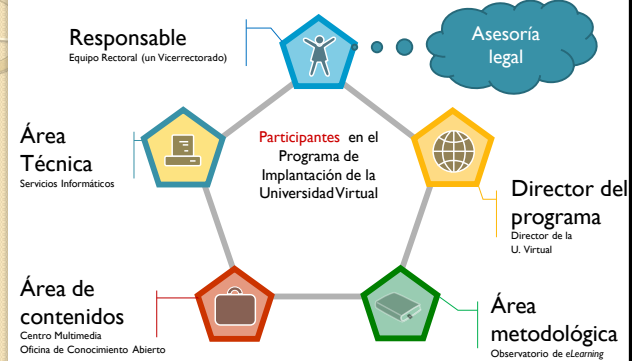 Responsable
Equipo Rectoral (un Vicerrectorado)
Asesoría
legal
Área
Técnica
Servicios Informáticos
Participantes en el
Programa de
Implantación de la
Universidad Virtual
Director del
programa
Director de la
U. Virtual
Área de
contenidos
Centro Multimedia
Oficina de Conocimiento Abierto
Área
metodológica
Observatorio de eLearning